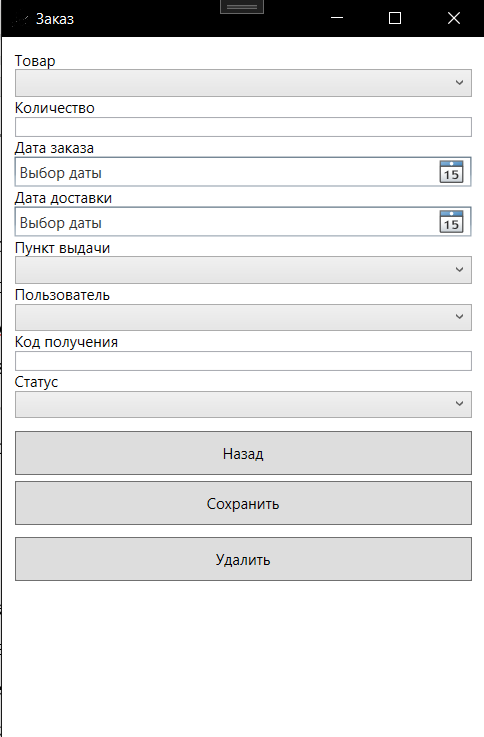 Заказ
Товар
Количество
Дата заказа
Выбор даты
15
Дата доставки
Выбор даты
15
Пункт выдачи
Пользователь
Код получения
Статус
Назад
Сохранить
Удалить